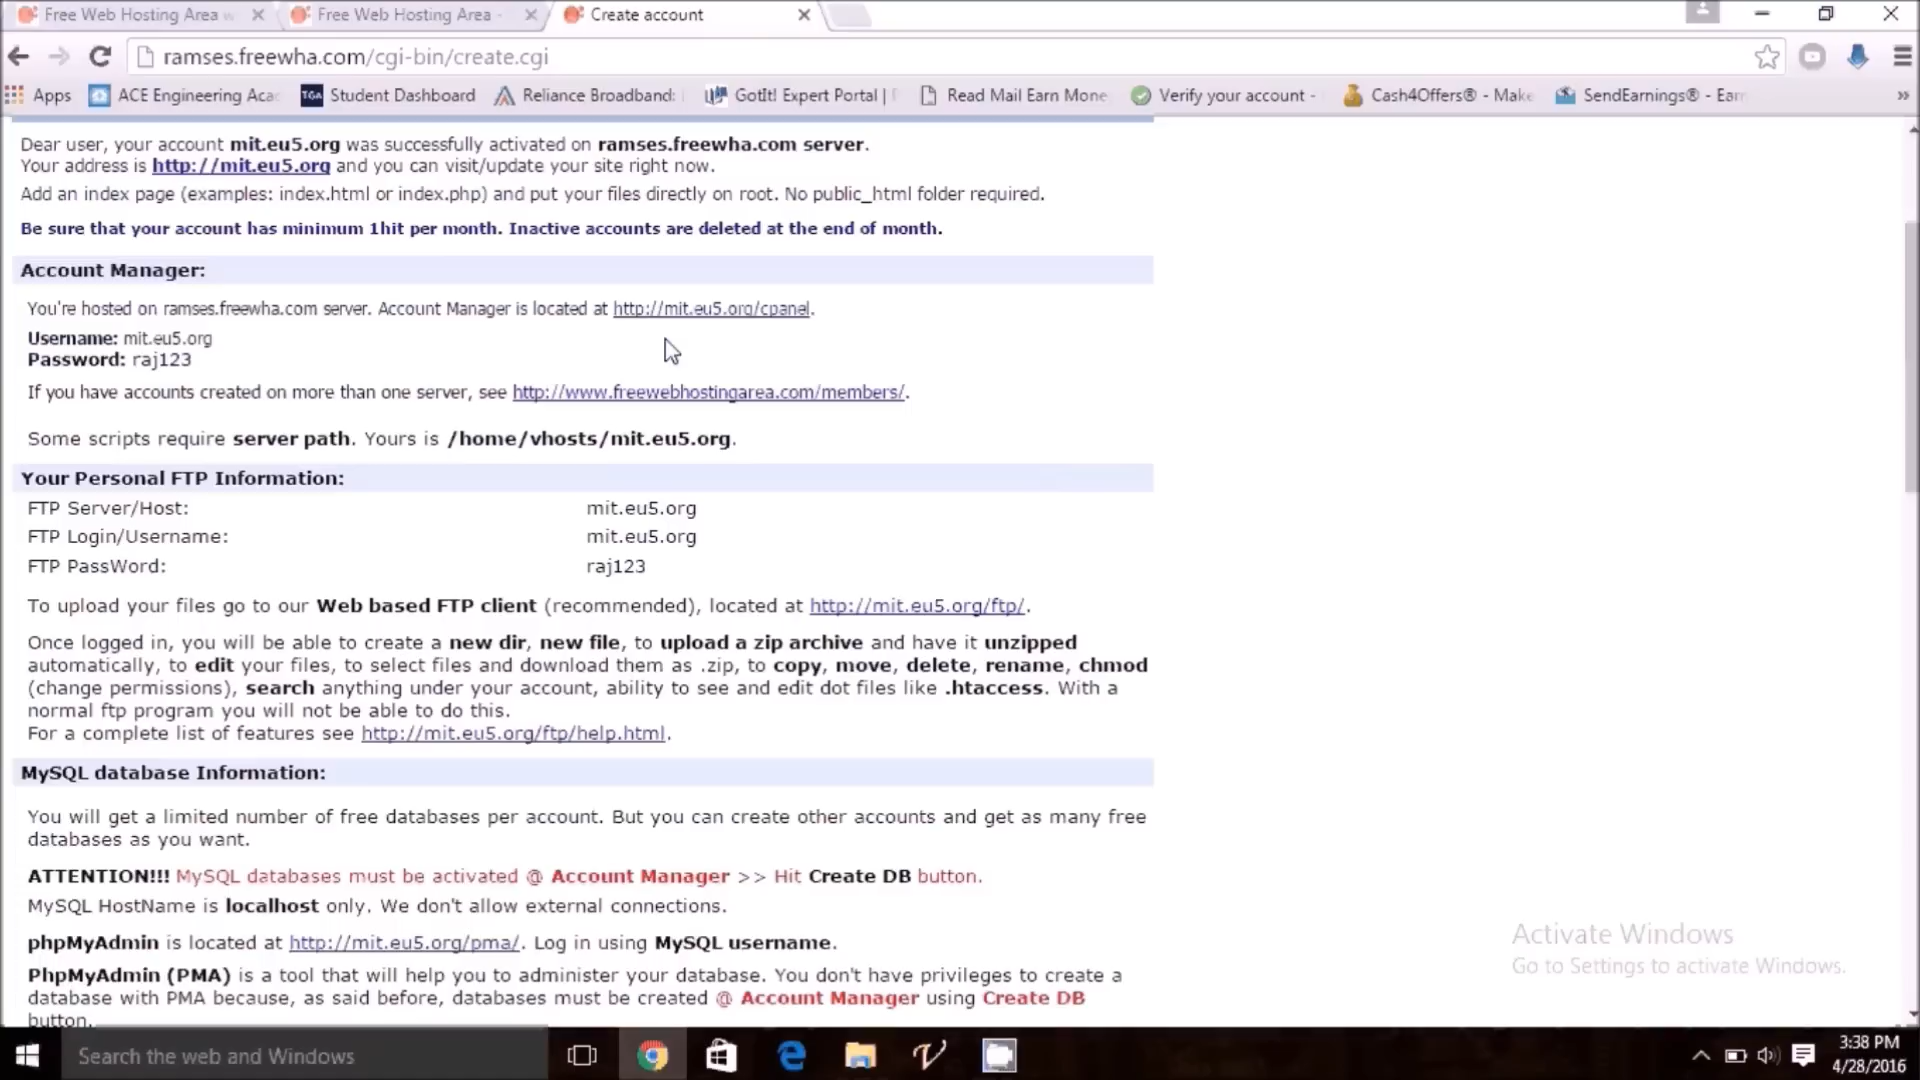 Free Web Hosting Area w
Free Web Hosting Area -
Create account
ramses.freewha.com/cgi-bin/create.cgi
Apps
ACE Engineering Aca
TGA Student Dashboard
Reliance Broadband:
GotIt! Expert Portal |
Read Mail Earn Mone
Verify your account -
Cash4Offers® - Make
SendEarnings® - Earn
»
Dear user, your account mit.eu5.org was successfully activated on ramses.freewha.com server.
Your address is http://mit.eu5.org and you can visit/update your site right now.
Add an index page (examples: index.html or index.php) and put your files directly on root. No public_html folder required.
Be sure that your account has minimum 1hit per month. Inactive accounts are deleted at the end of month.
Account Manager:
You're hosted on ramses.freewha.com server. Account Manager is located at http://mit.eu5.org/cpanel.
Username: mit.eu5.org
Password: raj123
If you have accounts created on more than one server, see http://www.freewebhostingarea.com/members/.
Some scripts require server path. Yours is /home/vhosts/mit.eu5.org.
Your Personal FTP Information:
FTP Server/Host: mit.eu5.org
FTP Login/Username: mit.eu5.org
FTP PassWord: raj123
To upload your files go to our Web based FTP client (recommended), located at http://mit.eu5.org/ftp/.
Once logged in, you will be able to create a new dir, new file, to upload a zip archive and have it unzipped
automatically, to edit your files, to select files and download them as .zip, to copy, move, delete, rename, chmod
(change permissions), search anything under your account, ability to see and edit dot files like .htaccess. With a
normal ftp program you will not be able to do this.
For a complete list of features see http://mit.eu5.org/ftp/help.html.
MySQL database Information:
You will get a limited number of free databases per account. But you can create other accounts and get as many free
databases as you want.
ATTENTION!!! MySQL databases must be activated @ Account Manager >> Hit Create DB button.
MySQL HostName is localhost only. We don't allow external connections.
phpMyAdmin is located at http://mit.eu5.org/pma/. Log in using MySQL username.
PhpMyAdmin (PMA) is a tool that will help you to administer your database. You don't have privileges to create a
database with PMA because, as said before, databases must be created @ Account Manager using Create DB
button.
Activate Windows
Go to Settings to activate Windows.
Search the web and Windows
3:38 PM
4/28/2016